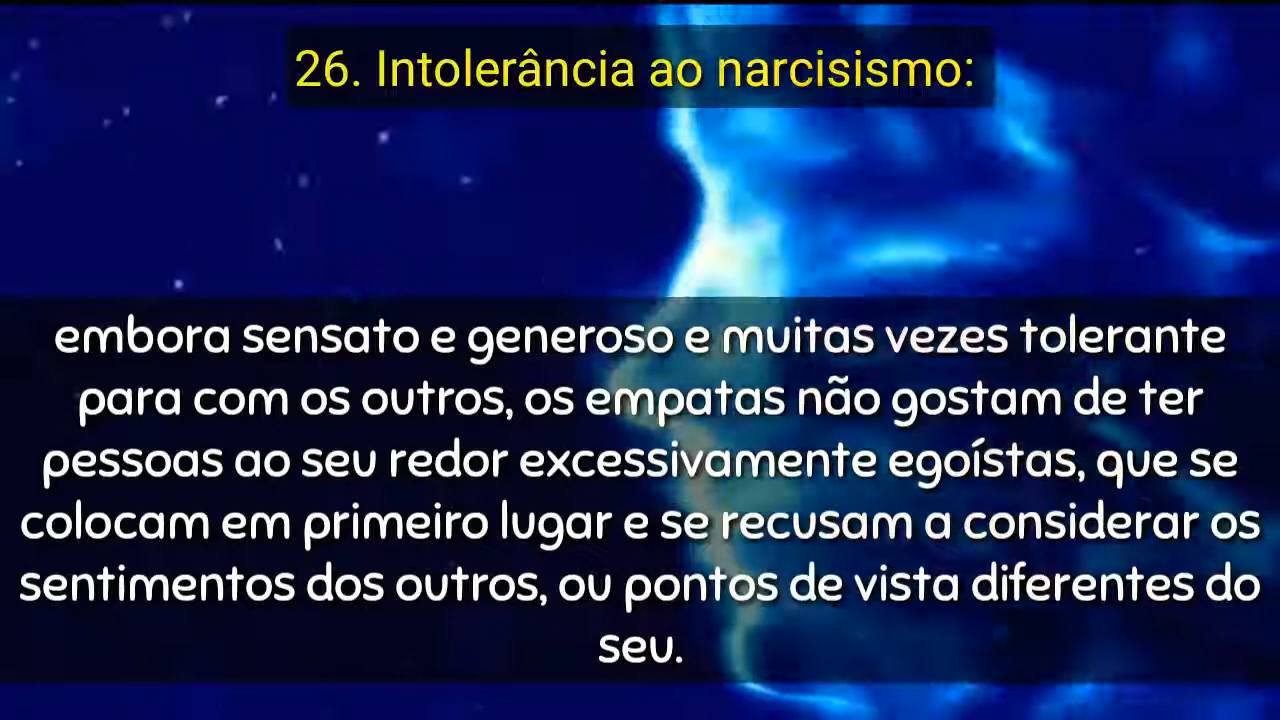 26. Intolerância ao narcisismo:
embora sensato e generoso e muitas vezes tolerante
para com os outros, os empatas não gostam de ter
pessoas ao seu redor excessivamente egoístas, que se
colocam em primeiro lugar e se recusam a considerar os
sentimentos dos outros, ou pontos de vista diferentes do
seu.